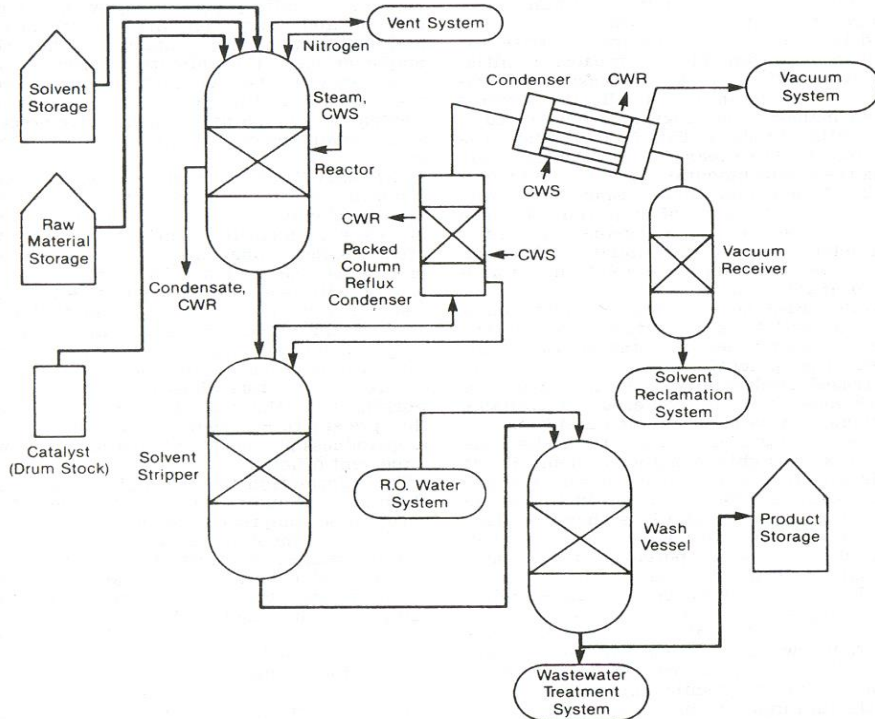 Vent System
Nitrogen
Solvent
Storage
Steam,
CWS
Reactor
Condenser
CWR
Vacuum
System
CWS
Raw
Material
Storage
Condensate,
CWR
CWR
Packed
Column
Reflux
Condenser
CWS
Vacuum
Receiver
Solvent
Reclamation
System
Catalyst
(Drum Stock)
Solvent
Stripper
R.O. Water
System
Wash
Vessel
Product
Storage
Wastewater
Treatment
System